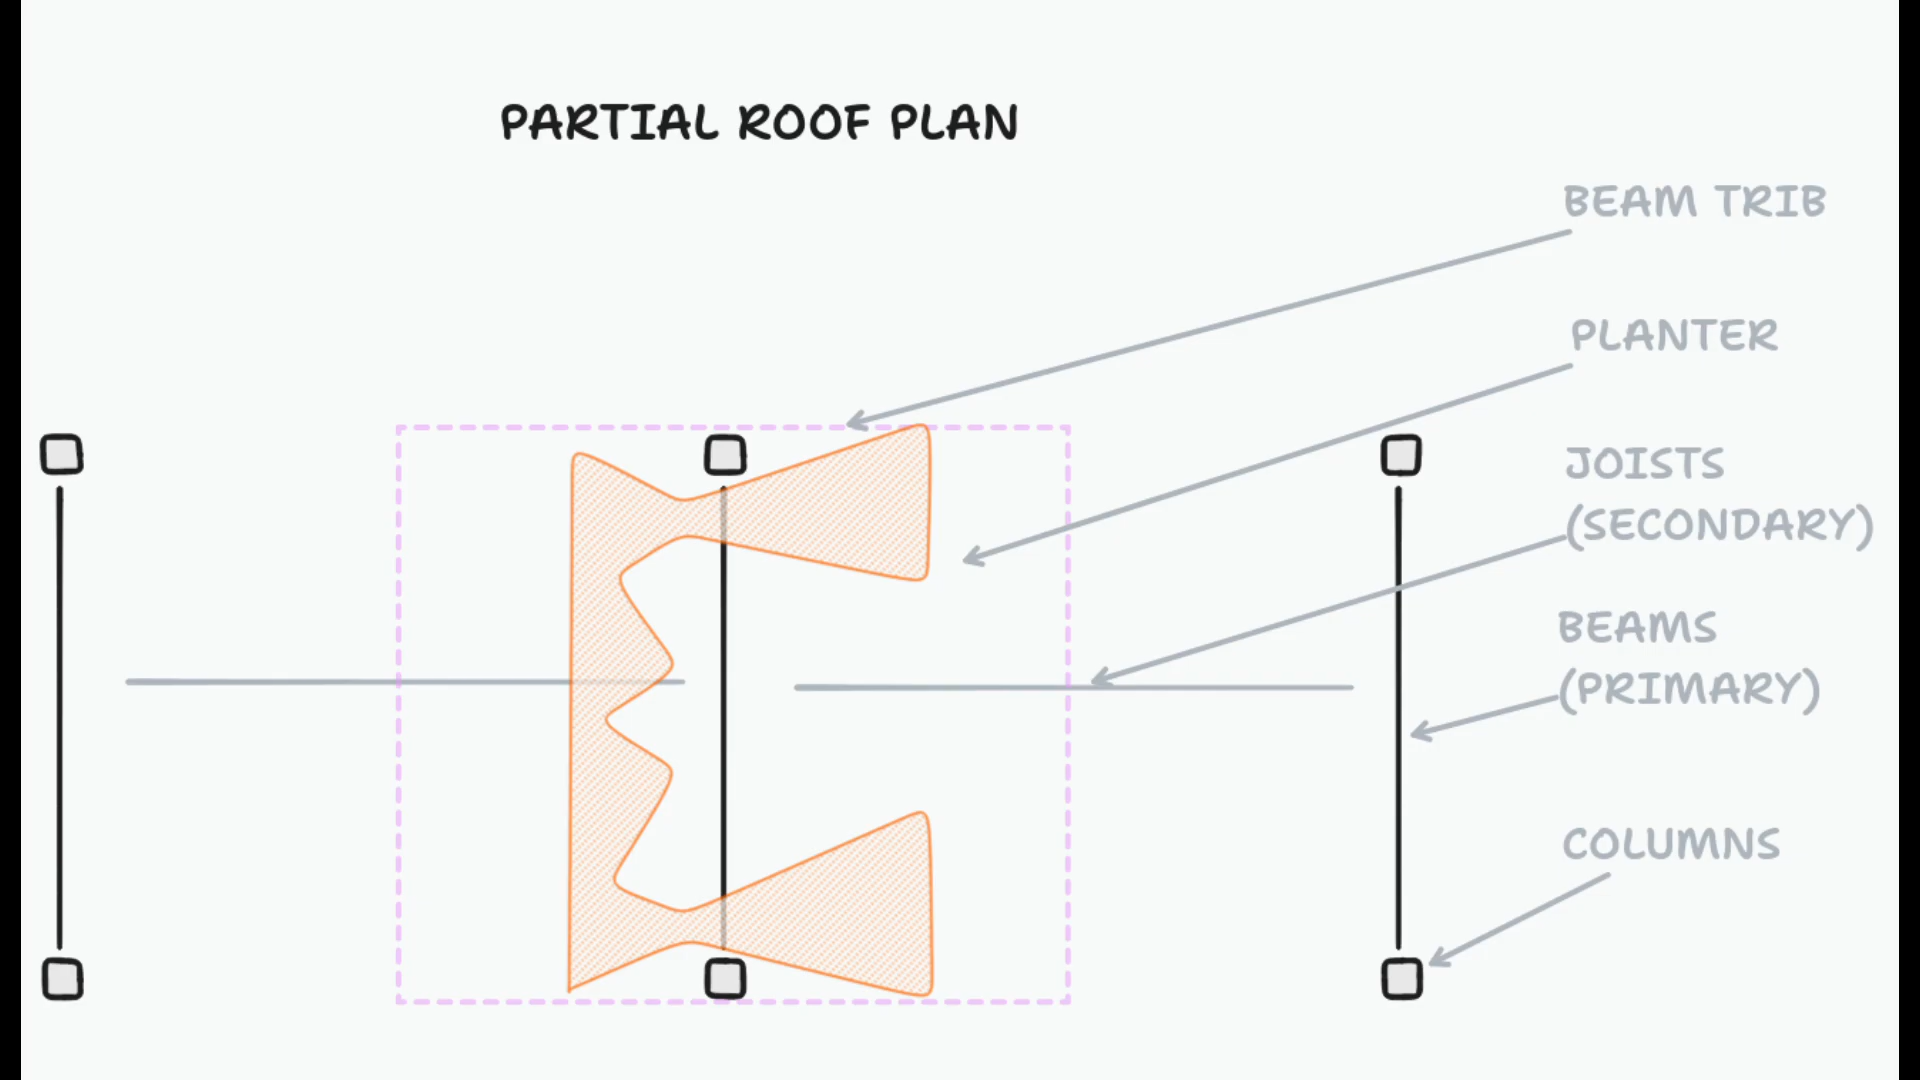 PARTIAL ROOF PLAN
BEAM TRIB
PLANTER
JOISTS
(SECONDARY)
BEAMS
(PRIMARY)
COLUMNS